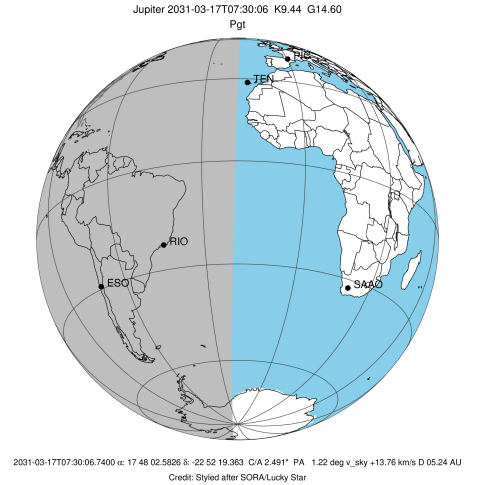 Jupiter 2031-03-17T07:30:06 K9.44 G14.60
Pgt
TEN
RIO
ESO
SAAO
2031-03-17T07:30:06.7400 α: 17 48 02.5826 δ: -22 52 19.363 C/A 2.491" PA 1.22 deg v_sky +13.76 km/s D 05.24 AU
Credit: Styled after SORA/Lucky Star